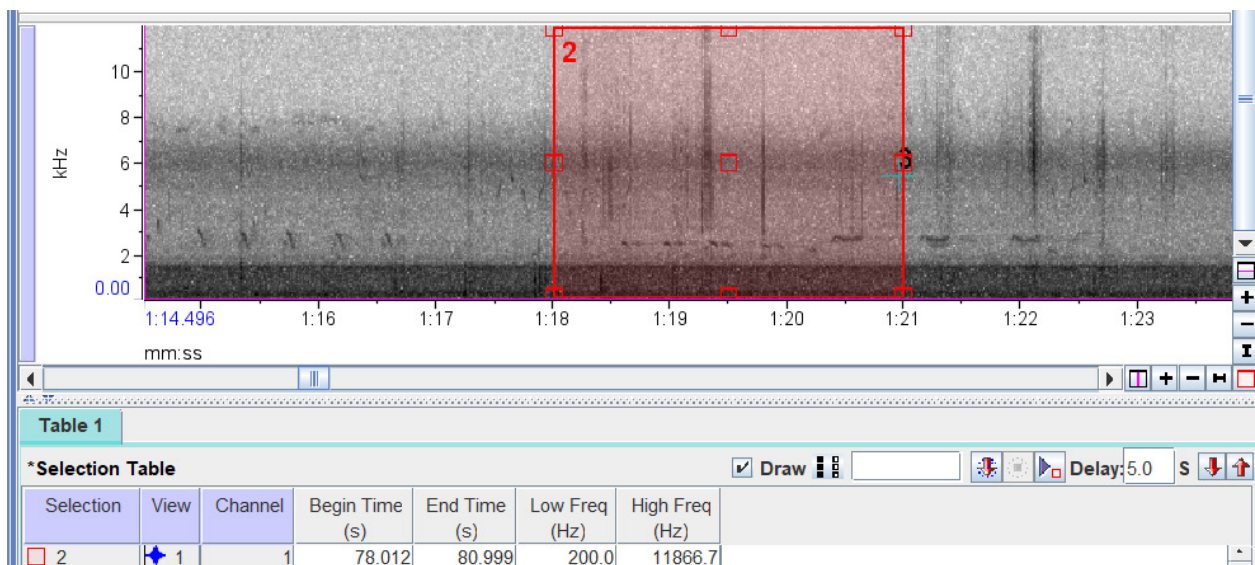 2
10
8
6
4
2
0.00
kHz
1:14.496 1:16 1:17 1:18 1:19 1:20 1:21 1:22 1:23
mm:ss
Table 1
*Selection Table Draw Delay: 5.0 S
Selection View Channel Begin Time (s) End Time (s) Low Freq (Hz) High Freq (Hz)
2 1 1 78.012 80.999 200.0 11866.7